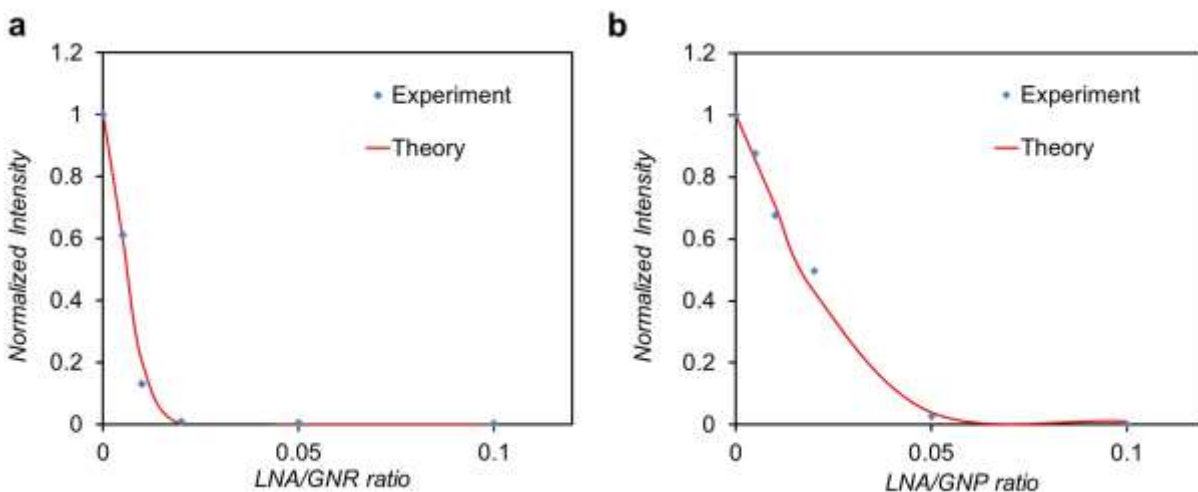 a
1.2
1
0.8
0.6
0.4
0.2
0
Normalized Intensity
Experiment
Theory
0
0.05
0.1
LNA/GNR ratio
b
1.2
1
0.8
0.6
0.4
0.2
0
Normalized Intensity
Experiment
Theory
0
0.05
0.1
LNA/GNP ratio